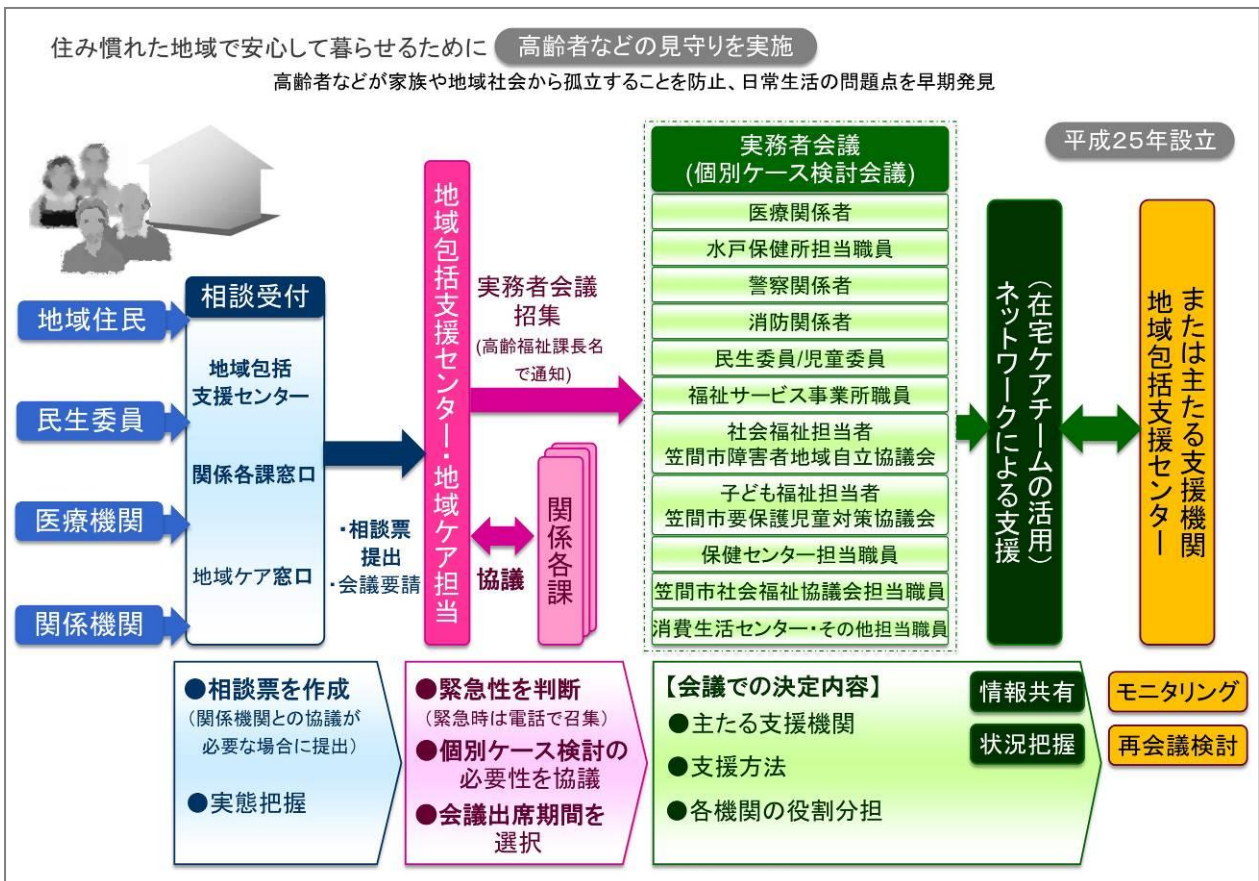 住み慣れた地域で安心して暮らせるために 高齢者などの見守りを実施
高齢者などが家族や地域社会から孤立することを防止、日常生活の問題点を早期発見
平成25年設立
地域住民
民生委員
医療機関
関係機関
相談受付
地域包括
支援センター
関係各課窓口
地域ケア窓口
・相談票
提出
・会議要請
地域包括支援センター・地域ケア担当
実務者会議
招集
(高齢福祉課長名
で通知)
協議
関係各課
実務者会議
(個別ケース検討会議)
医療関係者
水戸保健所担当職員
警察関係者
消防関係者
民生委員/児童委員
福祉サービス事業所職員
社会福祉担当者
笠間市障害者地域自立協議会
子ども福祉担当者
笠間市要保護児童対策協議会
保健センター担当職員
笠間市社会福祉協議会担当職員
消費生活センター・その他担当職員
(在宅ケアチームの活用)
ネットワークによる支援
または主たる支援機関
地域包括支援センター
●相談票を作成
(関係機関との協議が
必要な場合に提出)
●実態把握
●緊急性を判断
(緊急時は電話で召集)
●個別ケース検討の
必要性を協議
●会議出席期間を
選択
【会議での決定内容】
●主たる支援機関
●支援方法
●各機関の役割分担
情報共有
状況把握
モニタリング
再会議検討